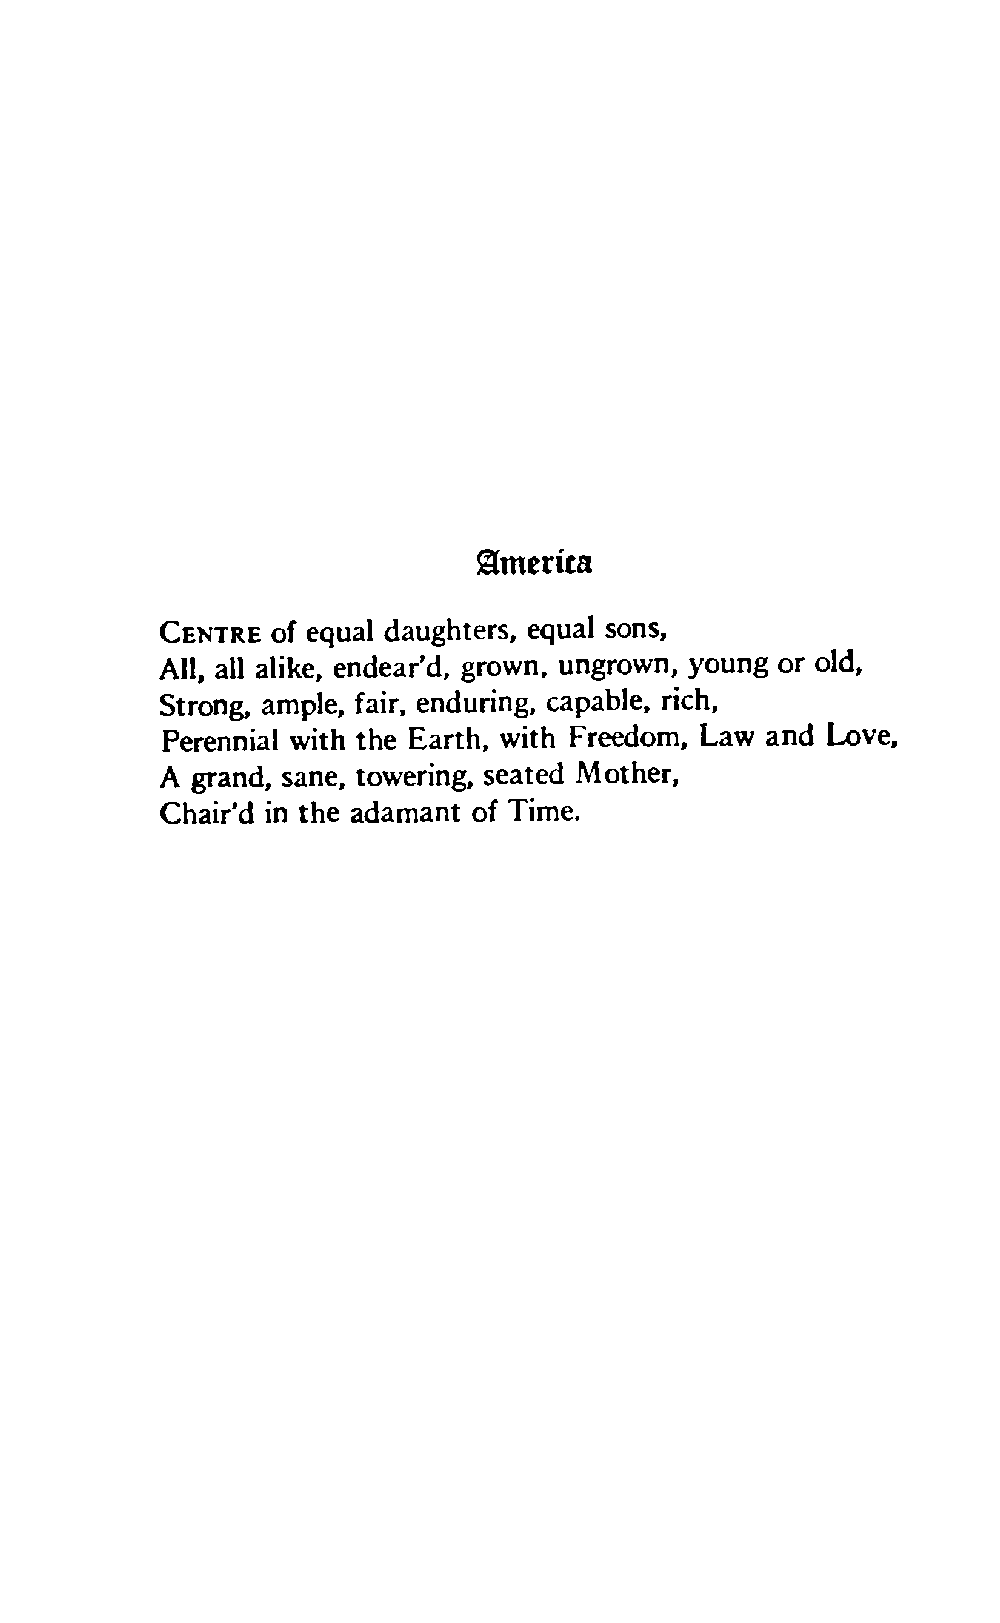 America
CENTRE of equal daughters, equal sons,
All, all alike, endear'd, grown, ungrown, young or old,
Strong, ample, fair, enduring, capable, rich,
Perennial with the Earth, with Freedom, Law and Love,
A grand, sane, towering, seated Mother,
Chair'd in the adamant of Time.